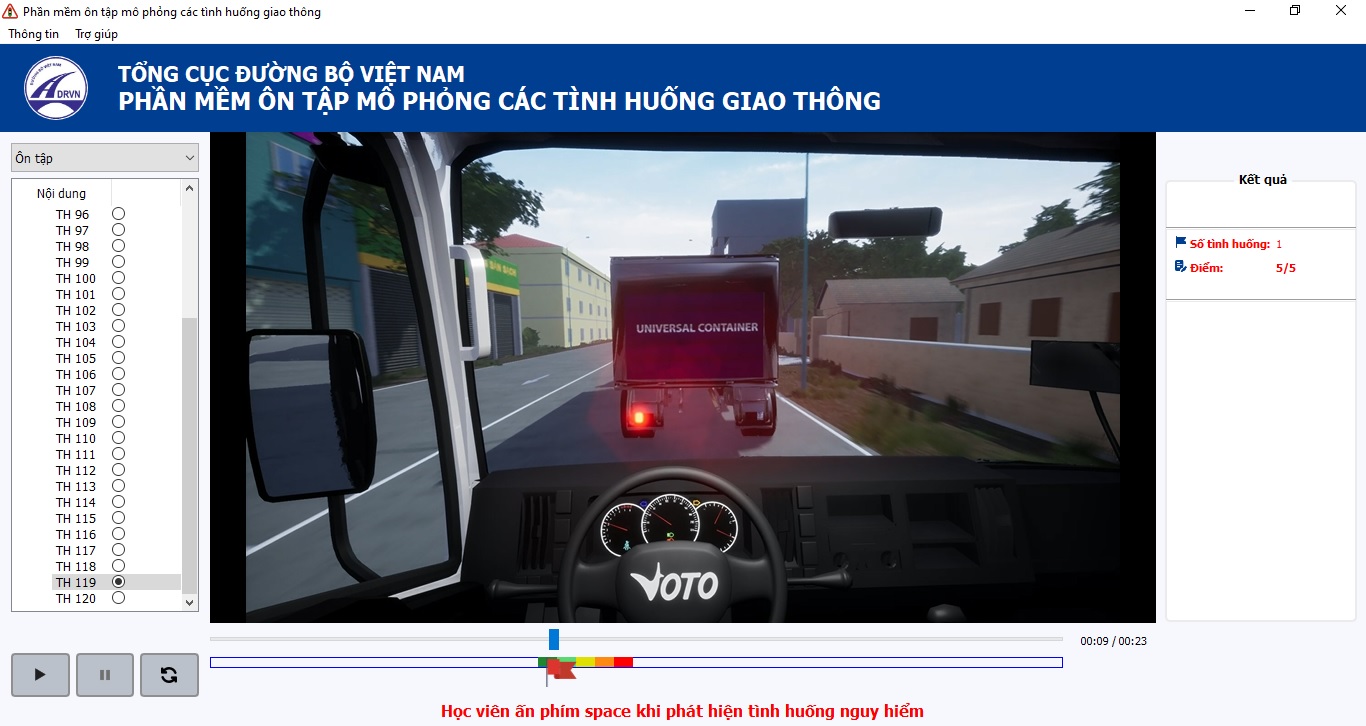 Phần mềm ôn tập mô phỏng các tình huống giao thông
Thông tin Trợ giúp
ĐƯỜNG BỘ VIỆT NAM
ADRVN
TỔNG CỤC ĐƯỜNG BỘ VIỆT NAM
PHẦN MỀM ÔN TẬP MÔ PHỎNG CÁC TÌNH HUỐNG GIAO THÔNG
Ôn tập
Nội dung
TH 96
TH 97
TH 98
TH 99
TH 100
TH 101
TH 102
TH 103
TH 104
TH 105
TH 106
TH 107
TH 108
TH 109
TH 110
TH 111
TH 112
TH 113
TH 114
TH 115
TH 116
TH 117
TH 118
TH 119
TH 120
UNIVERSAL CONTAINER
VOTO
Kết quả
Số tình huống: 1
Điểm: 5/5
00:09 / 00:23
Học viên ấn phím space khi phát hiện tình huống nguy hiểm